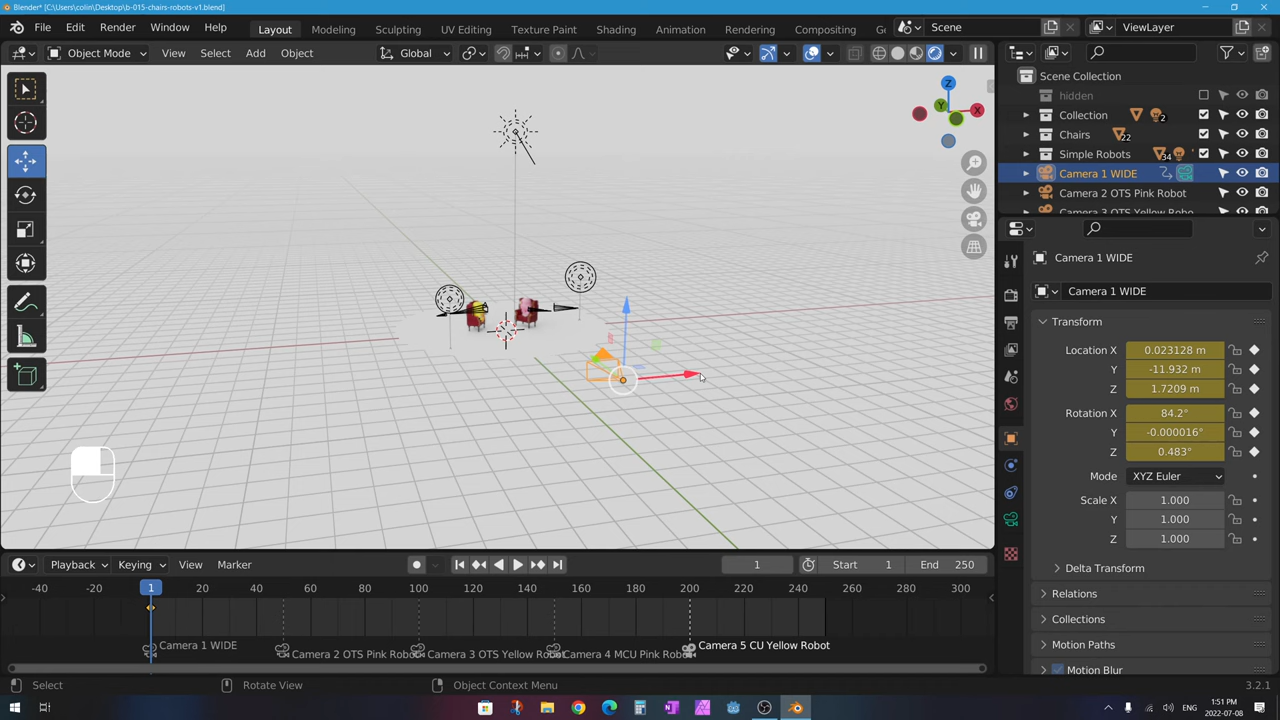 Blender* [C:\Users\colin\Desktop\b-015-chairs-robots-v1.blend]
File Edit Render Window Help Layout Modeling Sculpting UV Editing Texture Paint Shading Animation Rendering Compositing Scene ViewLayer
Object Mode View Select Add Object Global
Z
Y
X
Scene Collection
hidden
Collection 2
Chairs 22
Simple Robots 34
Camera 1 WIDE
Camera 2 OTS Pink Robot
Camera 3 OTS Yellow Robo
Camera 1 WIDE
Camera 1 WIDE
Transform
Location X 0.023128 m
Y -11.932 m
Z 1.7209 m
Rotation X 84.2°
Y -0.000016°
Z 0.483°
Mode XYZ Euler
Scale X 1.000
Y 1.000
Z 1.000
Delta Transform
Relations
Collections
Motion Paths
Motion Blur
Playback Keying View Marker 1 Start 1 End 250
-40 -20 1 20 40 60 80 100 120 140 160 180 200 220 240 260 280 300
Camera 1 WIDE Camera 5 CU Yellow Robot
Camera 2 OTS Pink Robot Camera 3 OTS Yellow Robot Camera 4 MCU Pink Robot
Select Rotate View Object Context Menu 3.2.1
ENG 1:51 PM
2022-07-08